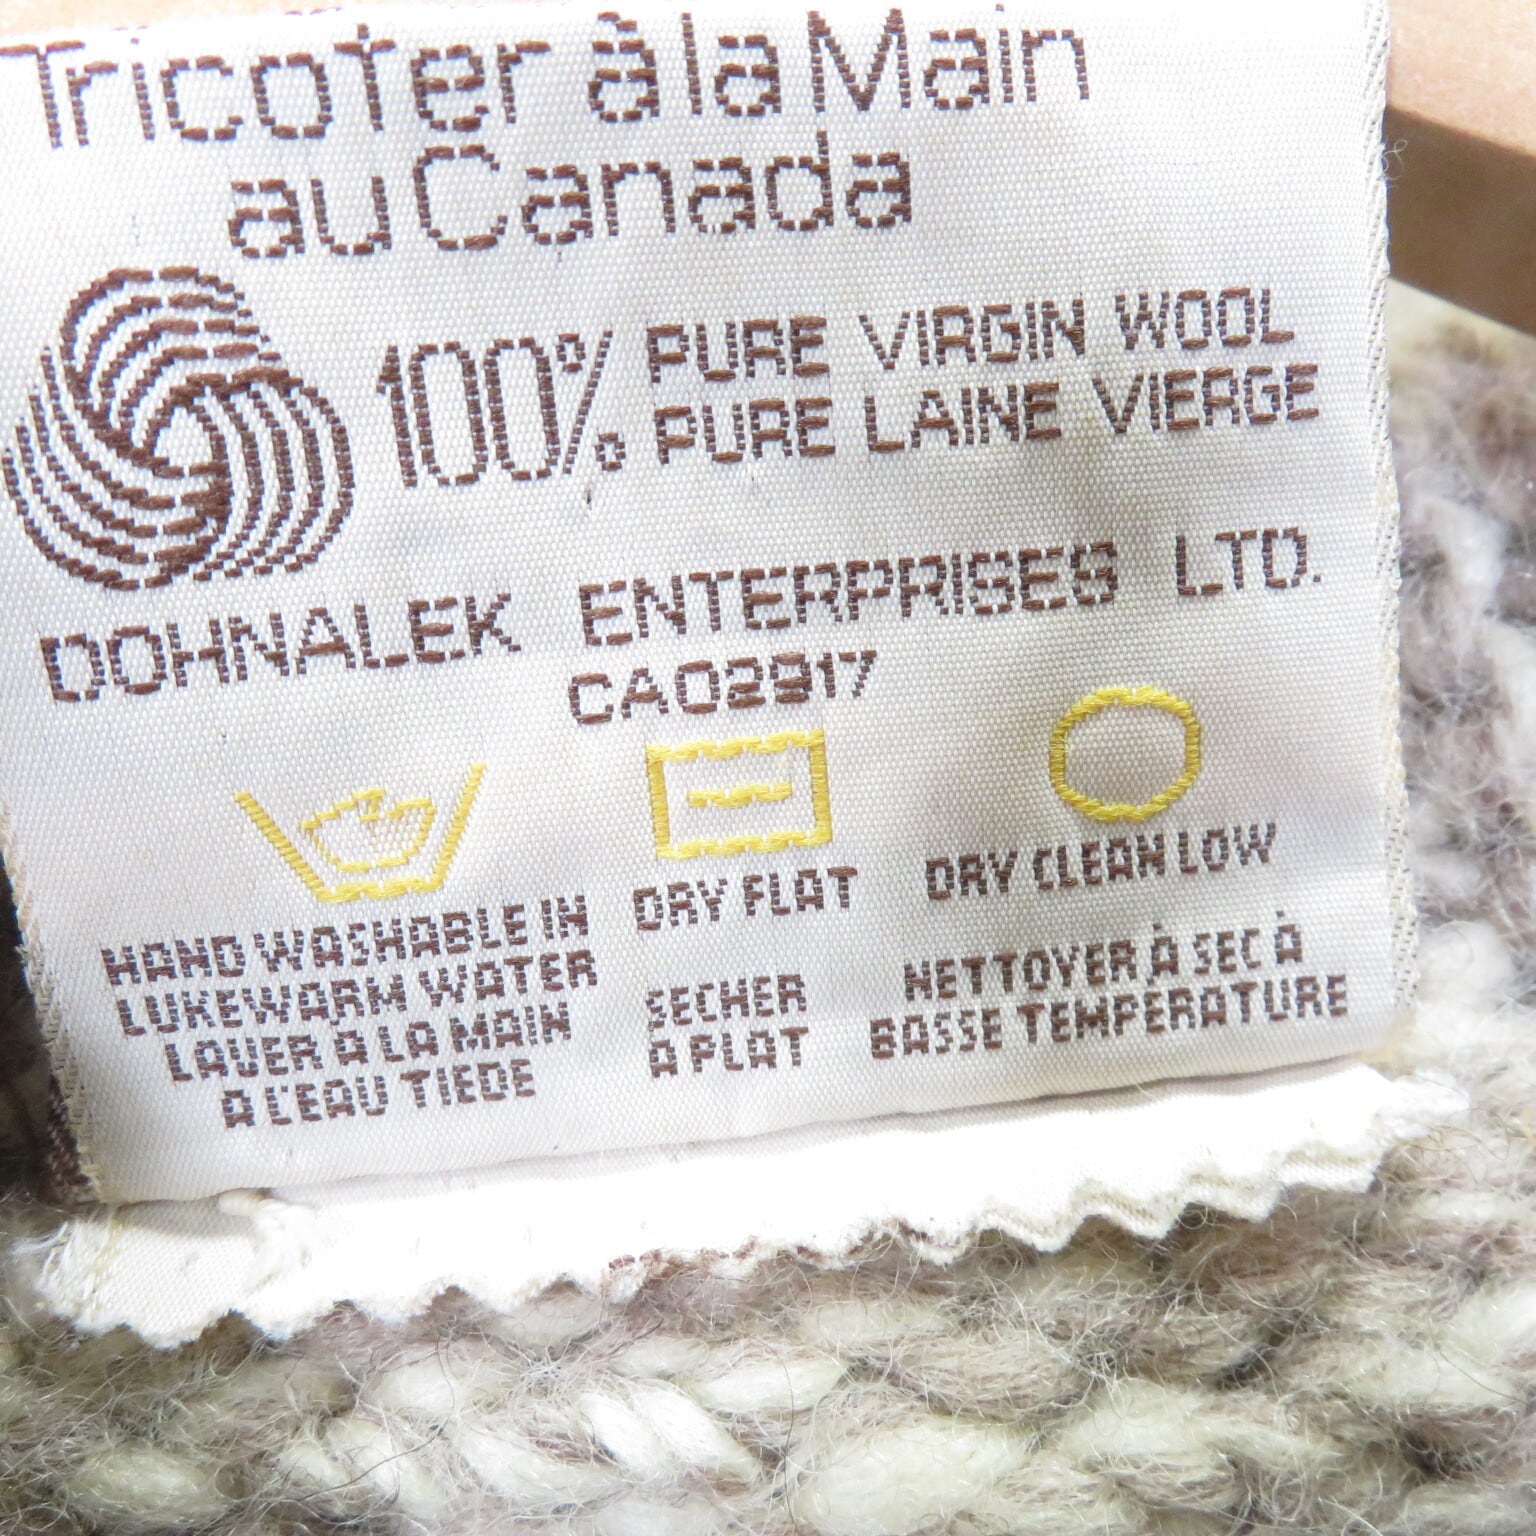 Tricoter à la Main
au Canada
100% PURE VIRGIN WOOL
PURE LAINE VIERGE
DOHNALEK ENTERPRISES LTD.
CA02917
HAND WASHABLE IN
LUKEWARM WATER
LAVER À LA MAIN
A L'EAU TIEDE
DRY FLAT
SECHER
A PLAT
DRY CLEAN LOW
NETTOYER À SEC À
BASSE TEMPERATURE